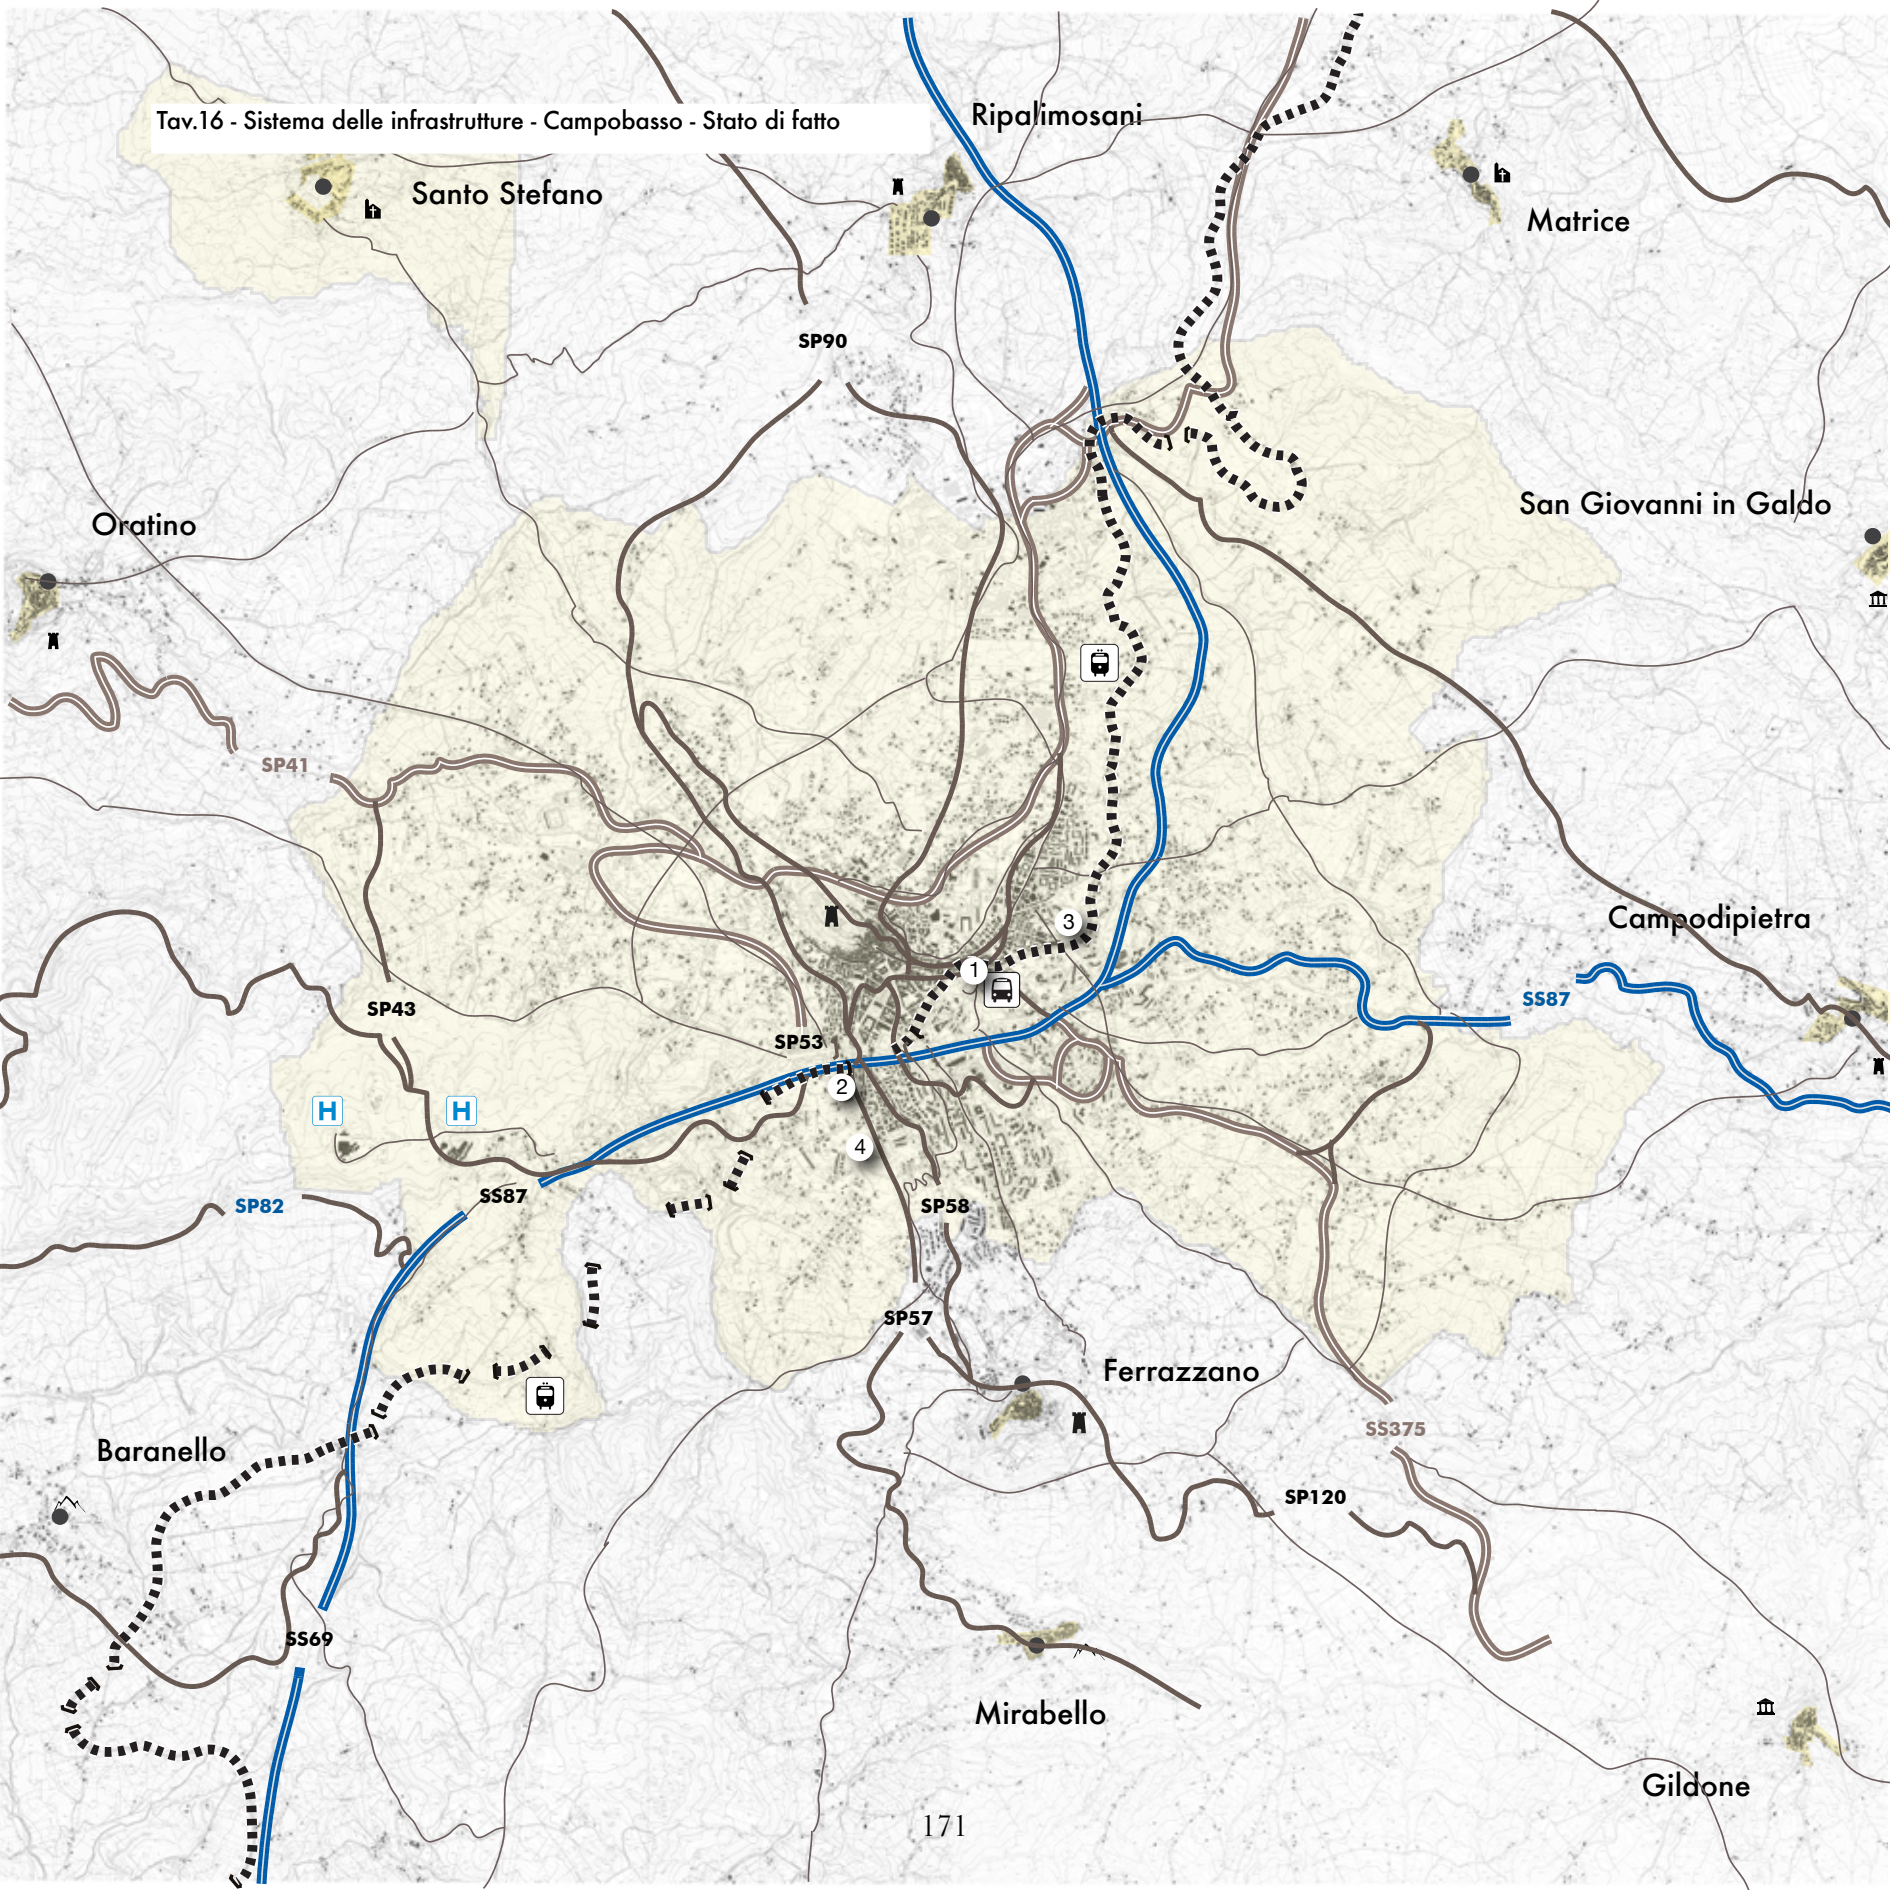 Tav.16 - Sistema delle infrastrutture - Campobasso - Stato di fatto
Ripalimosani
Santo Stefano
Matrice
SP90
San Giovanni in Galdo
Oratino
SP41
Campodipietra
3
1
SS87
SP43
SP53
2
H
H
4
SS87
SP82
SP58
SP57
Ferrazzano
SS375
Baranello
SP120
SS69
Mirabello
Gildone
171